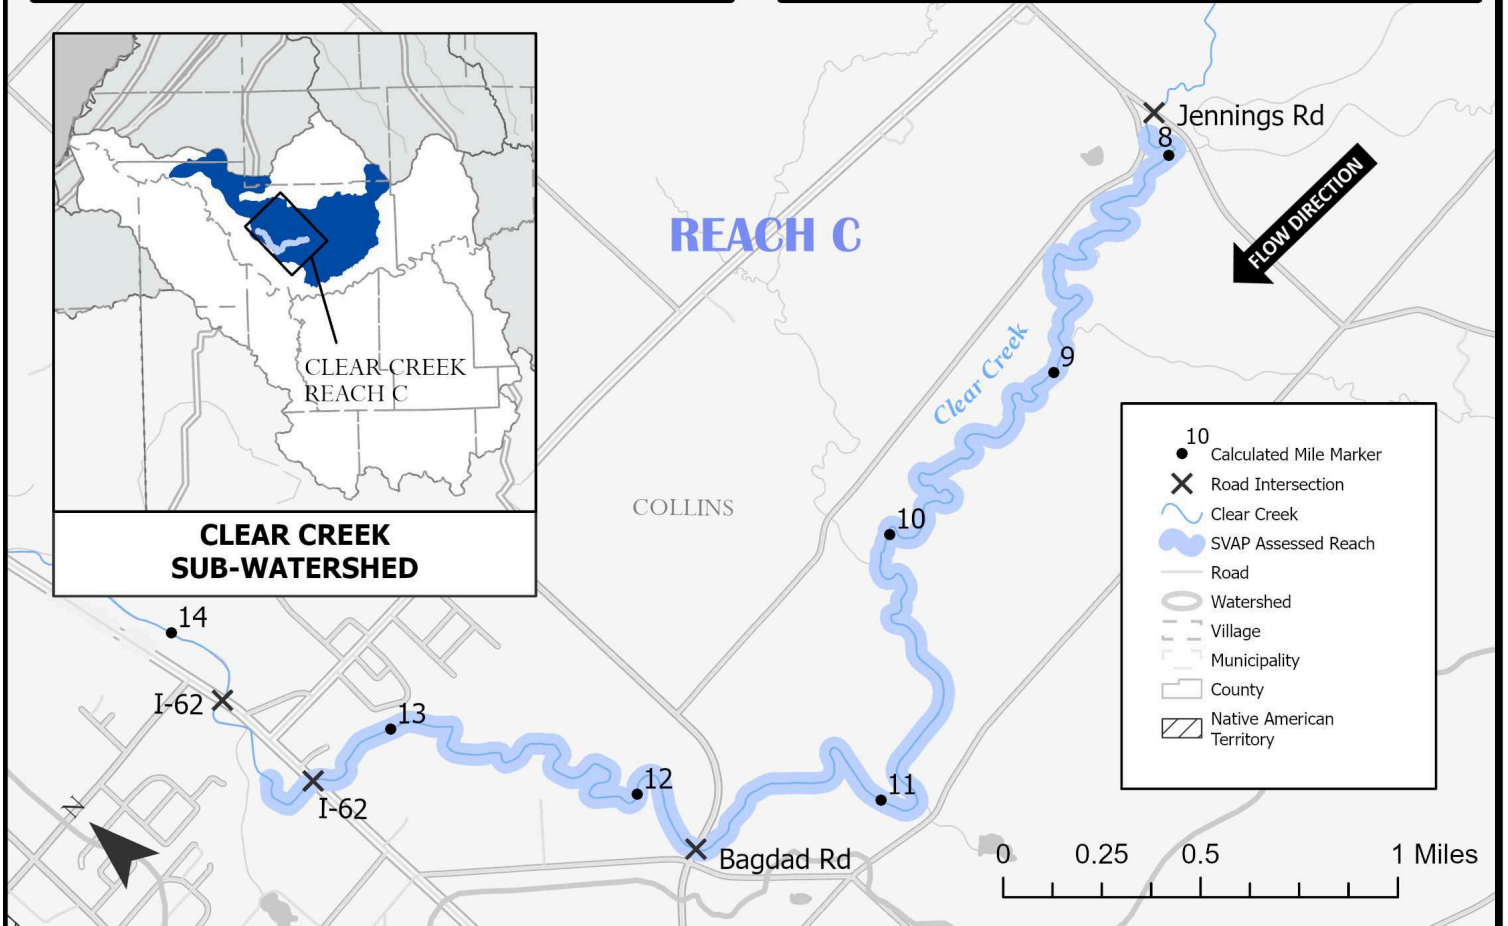 Jennings Rd
8
FLOW DIRECTION
REACH C
CLEAR CREEK
REACH C
9
Clear Creek
10
COLLINS
CLEAR CREEK
SUB-WATERSHED
10
Calculated Mile Marker
Road Intersection
Clear Creek
SVAP Assessed Reach
Road
Watershed
Village
Municipality
County
Native American
Territory
14
I-62
13
12
11
I-62
N
Bagdad Rd
0 0.25 0.5 1 Miles